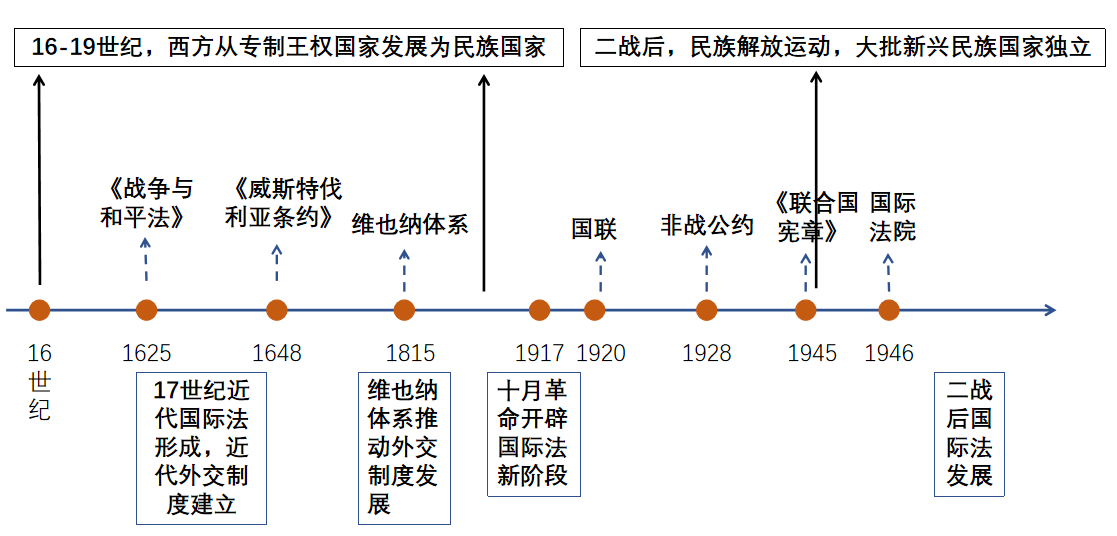 16-19世纪，西方从专制王权国家发展为民族国家
二战后，民族解放运动，大批新兴民族国家独立
《战争与
和平法》
《威斯特伐
利亚条约》
维也纳体系
国联
非战公约
《联合国
宪章》
国际
法院
16
世
纪
1625
1648
1815
1917
1920
1928
1945
1946
17世纪近
代国际法
形成，近
代外交制
度建立
维也纳
体系推
动外交
制度发
展
十月革
命开辟
国际法
新阶段
二战
后国
际法
发展